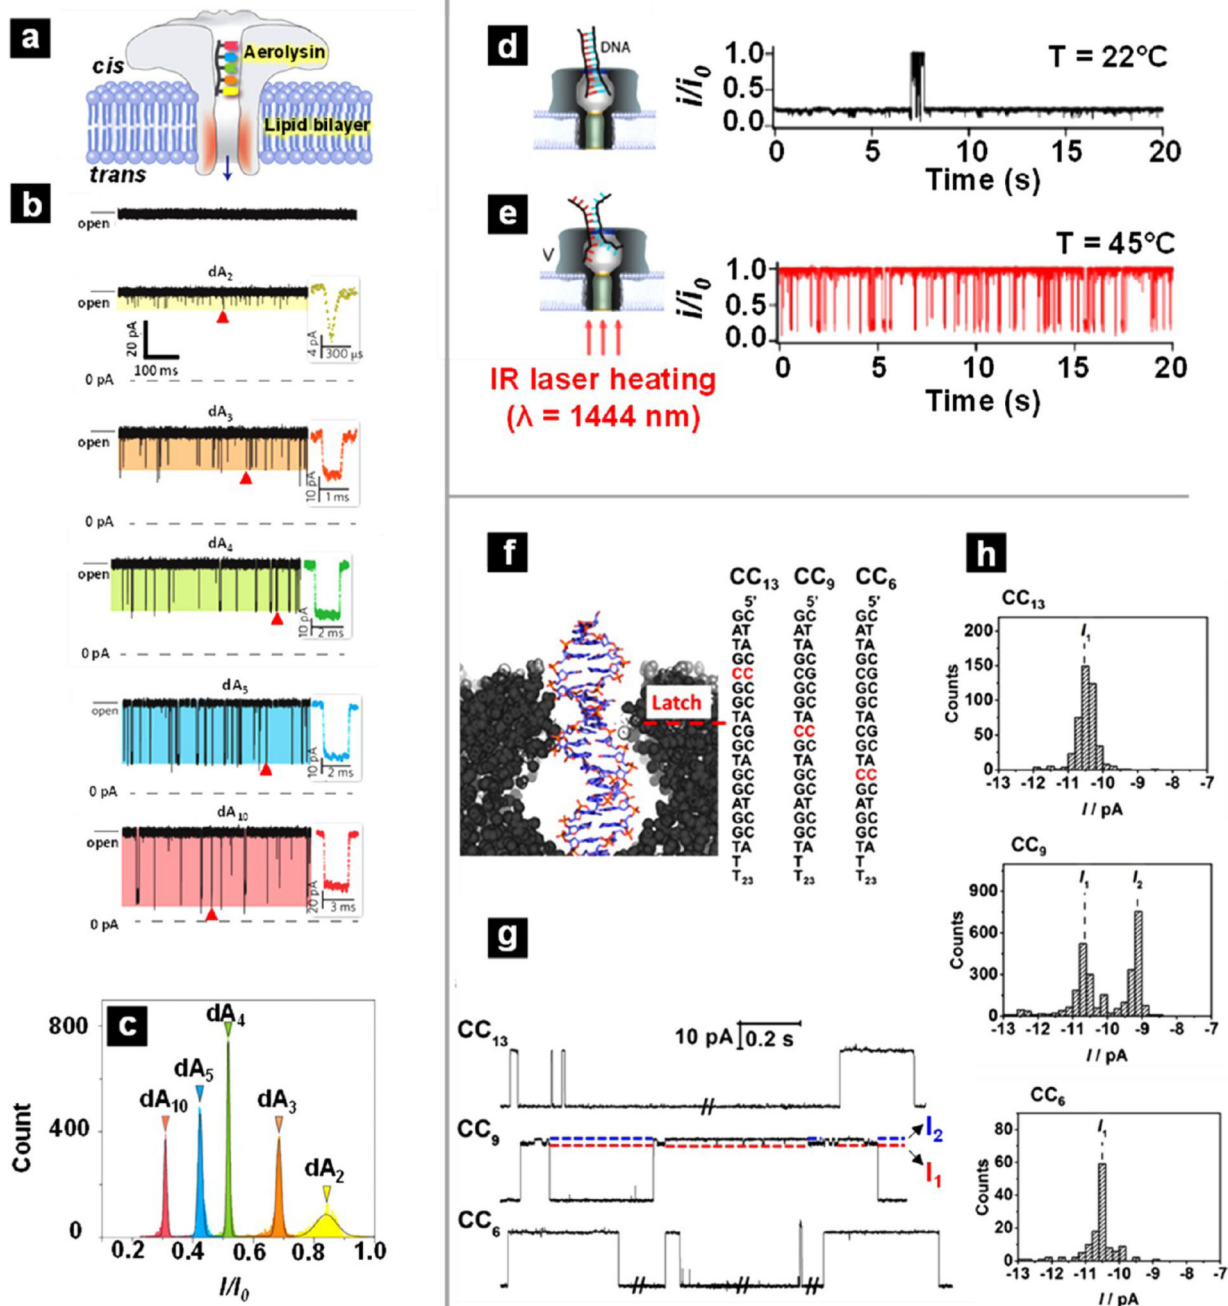 a
cis
Aerolysin
Lipid bilayer
trans
b
open
dA2
open
20 pA
100 ms
4 pA
300 µs
0 pA
dA3
open
10 pA
1 ms
0 pA
dA4
open
10 pA
2 ms
0 pA
dA5
open
10 pA
2 ms
0 pA
dA10
open
20 pA
3 ms
0 pA
c
800
400
0
Count
dA10
dA5
dA4
dA3
dA2
0.2 0.4 0.6 0.8 1.0
I/I0
d
DNA
i/i0
1.0
0.5
0.0
T = 22°C
0 5 10 15 20
Time (s)
e
V
IR laser heating
(λ = 1444 nm)
i/i0
1.0
0.5
0.0
T = 45°C
0 5 10 15 20
Time (s)
f
Latch
CC13 CC9 CC6
5' 5' 5'
GC GC GC
AT AT AT
TA TA TA
GC GC GC
CC CG CG
GC GC GC
GC GC GC
TA TA TA
CG CC CG
GC GC GC
TA TA TA
GC GC CC
GC GC GC
AT AT AT
GC GC GC
GC GC GC
TA TA TA
T T T
T23 T23 T23
g
10 pA 0.2 s
CC13
CC9
I2
I1
CC6
h
CC13
I1
200
150
100
50
0
Counts
-13 -12 -11 -10 -9 -8 -7
I / pA
CC9
I1 I2
900
600
300
0
Counts
-13 -12 -11 -10 -9 -8 -7
I / pA
CC6
I1
80
60
40
20
0
Counts
-13 -12 -11 -10 -9 -8 -7
I / pA